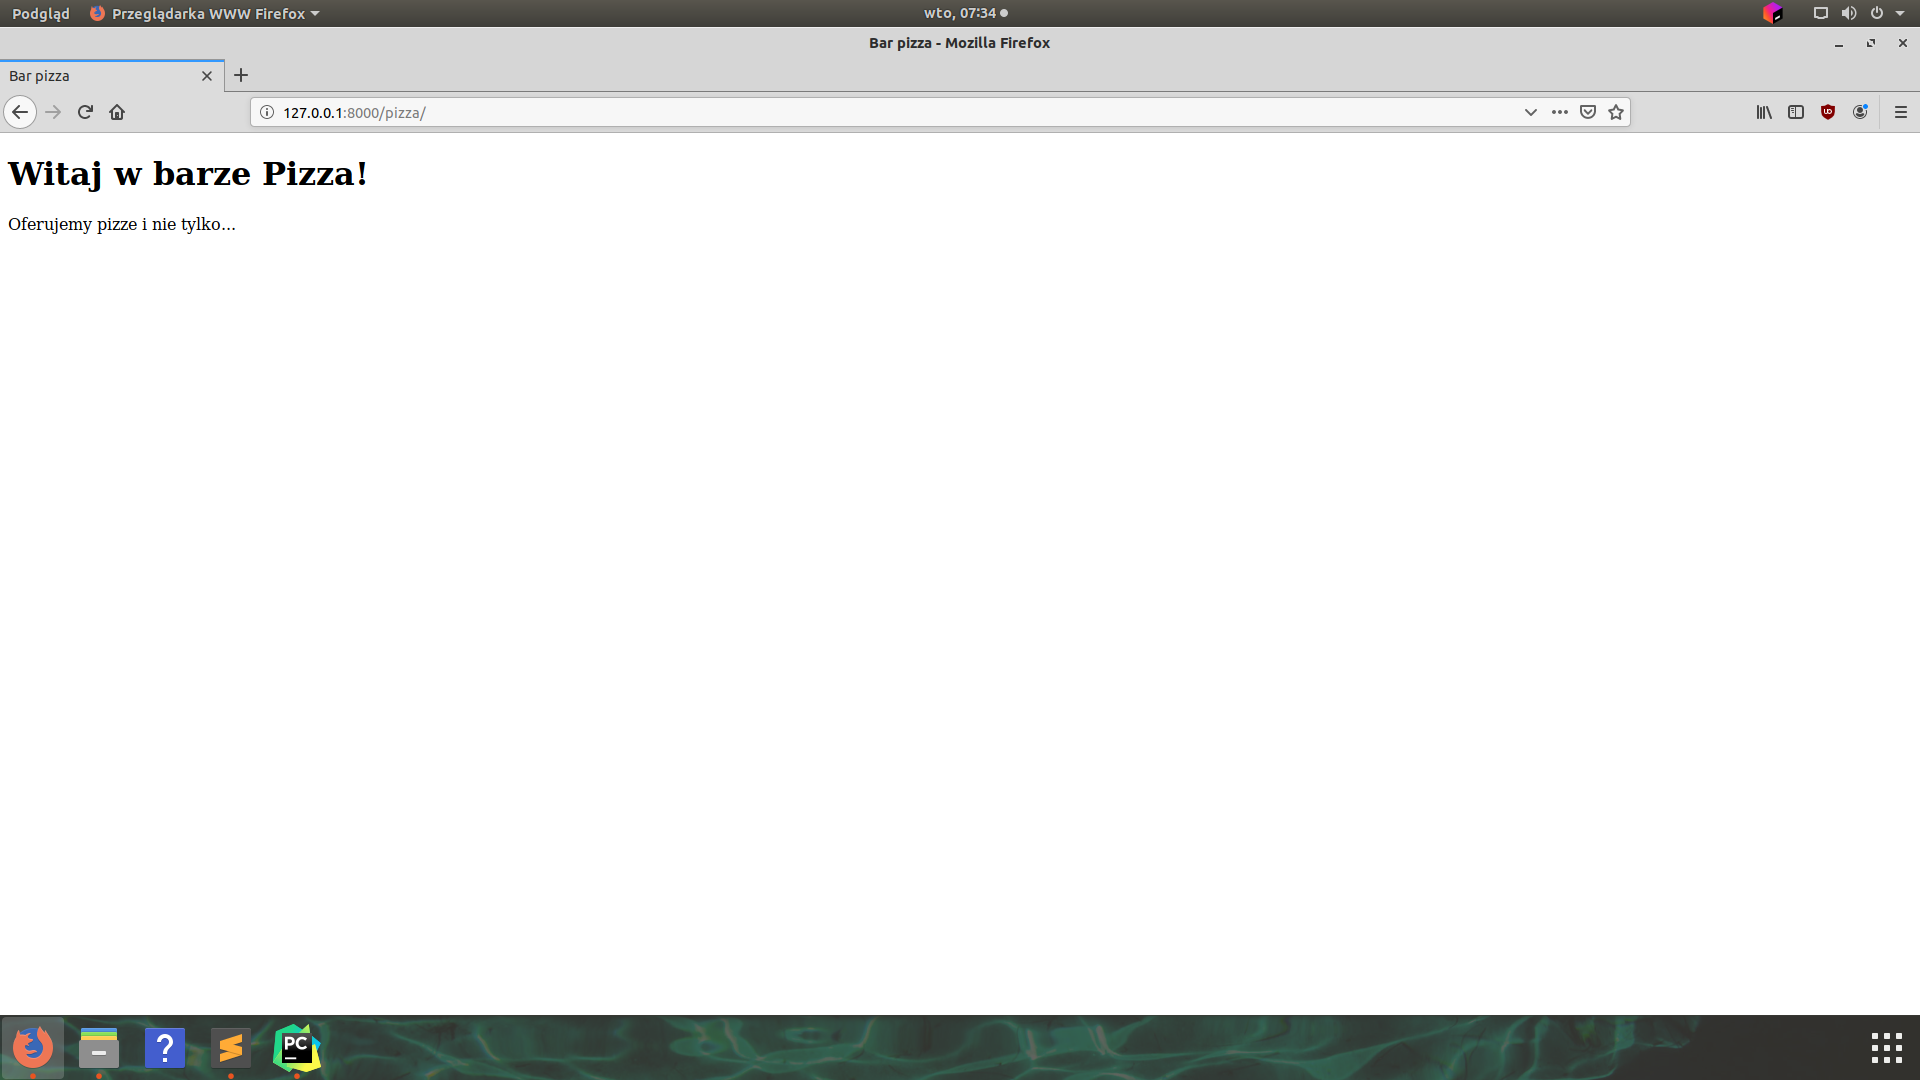 Podgląd Przeglądarka WWW Firefox wto, 07:34
Bar pizza - Mozilla Firefox
Bar pizza
127.0.0.1:8000/pizza/
Witaj w barze Pizza!
Oferujemy pizze i nie tylko...
? PC